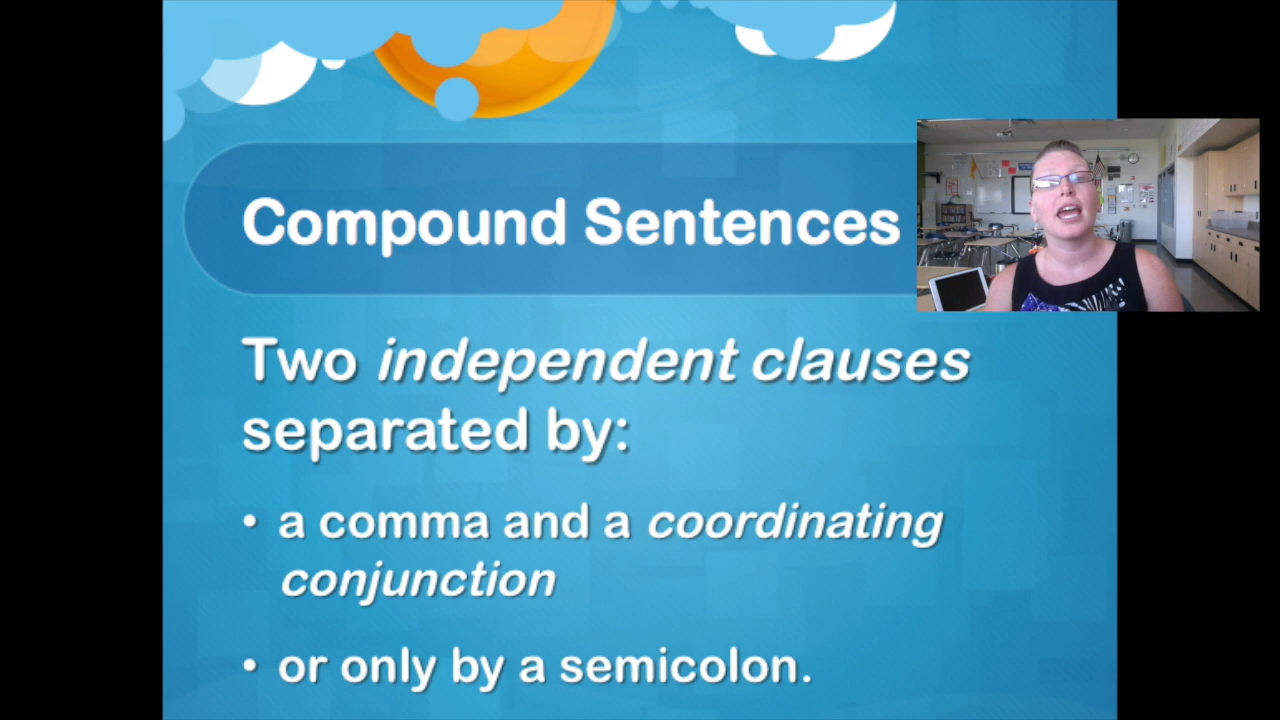 Compound Sentences
Two independent clauses
separated by:
• a comma and a coordinating
conjunction
• or only by a semicolon.